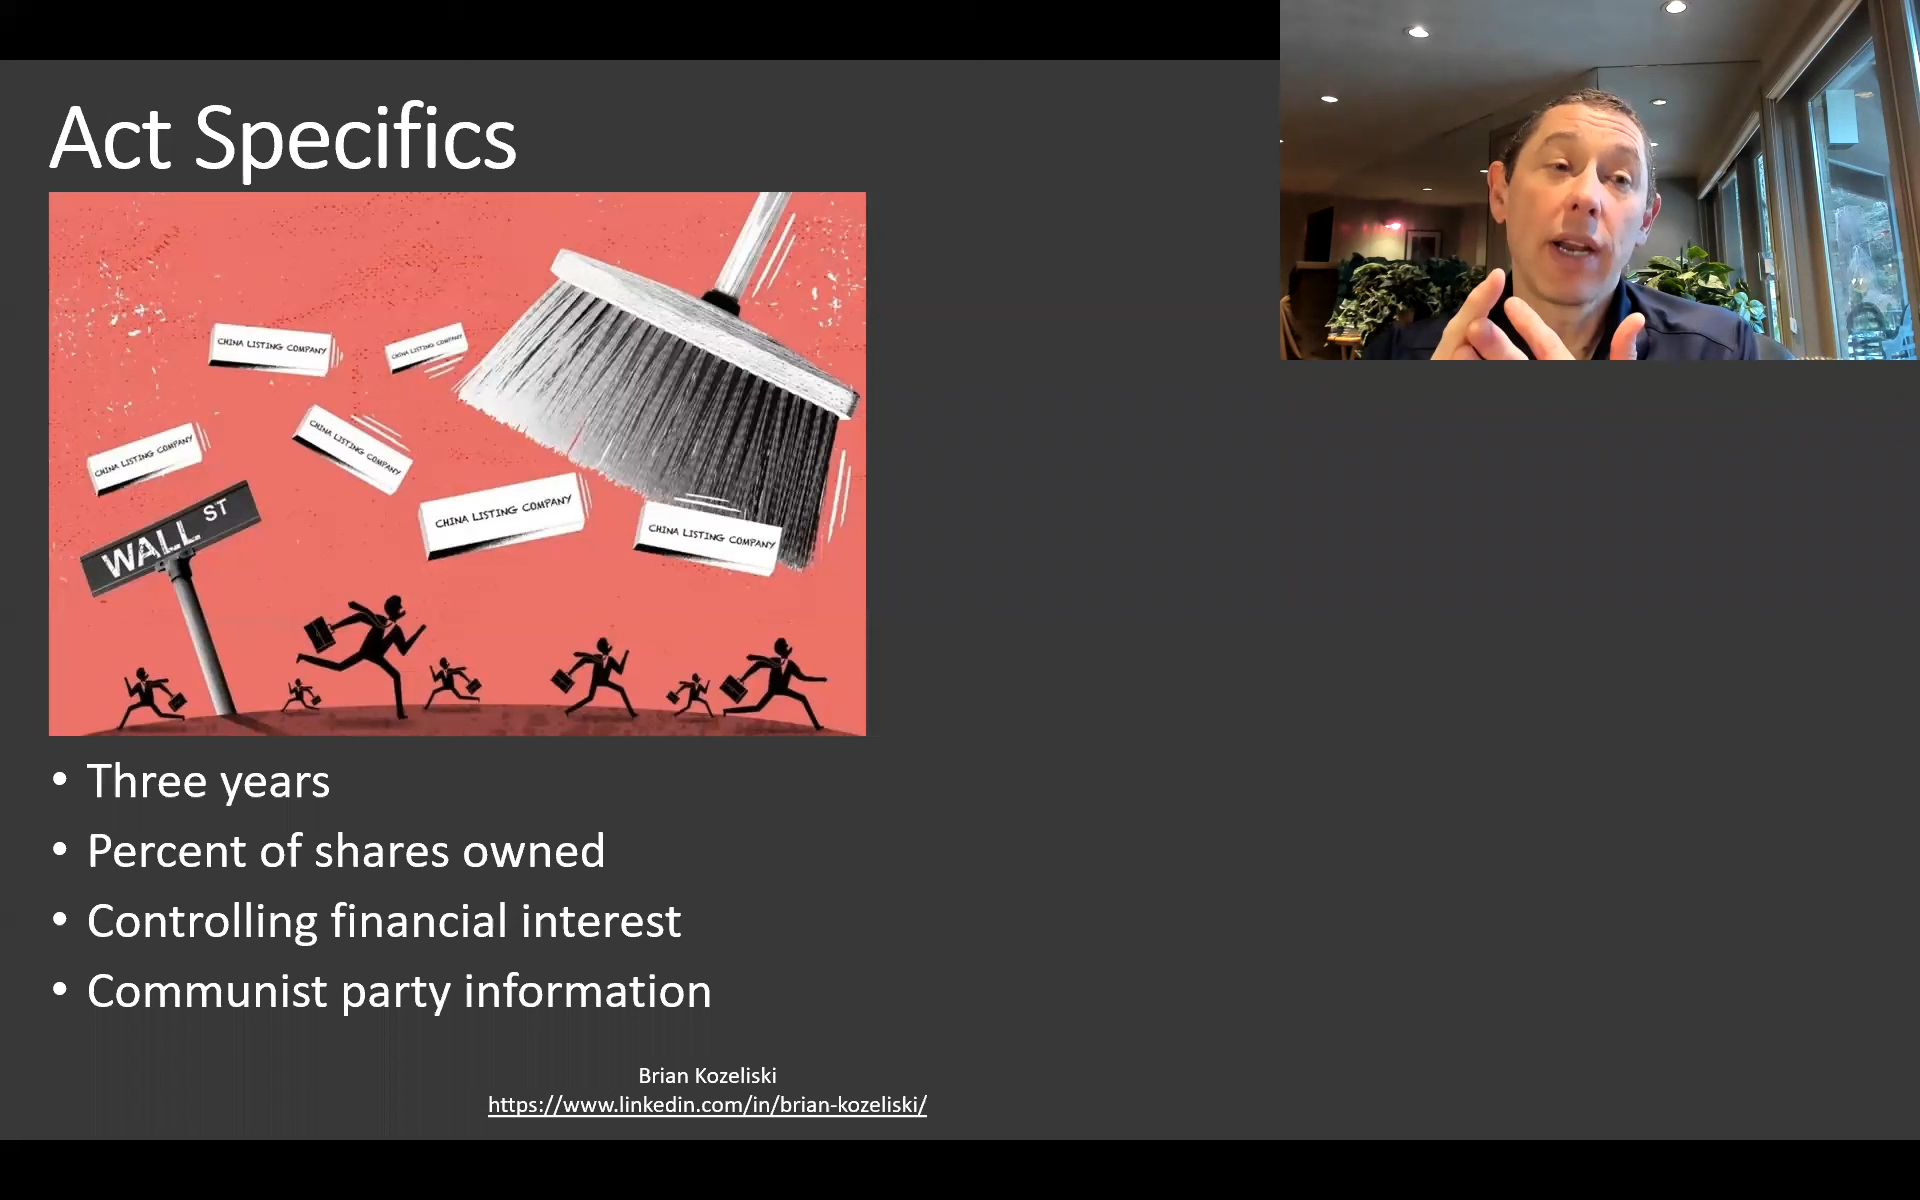 Act Specifics
CHINA LISTING COMPANY
CHINA LISTING COMPANY
CHINA LISTING COMPANY
CHINA LISTING COMPANY
CHINA LISTING COMPANY
CHINA LISTING COMPANY
WALL ST
• Three years
• Percent of shares owned
• Controlling financial interest
• Communist party information
Brian Kozeliski
https://www.linkedin.com/in/brian-kozeliski/